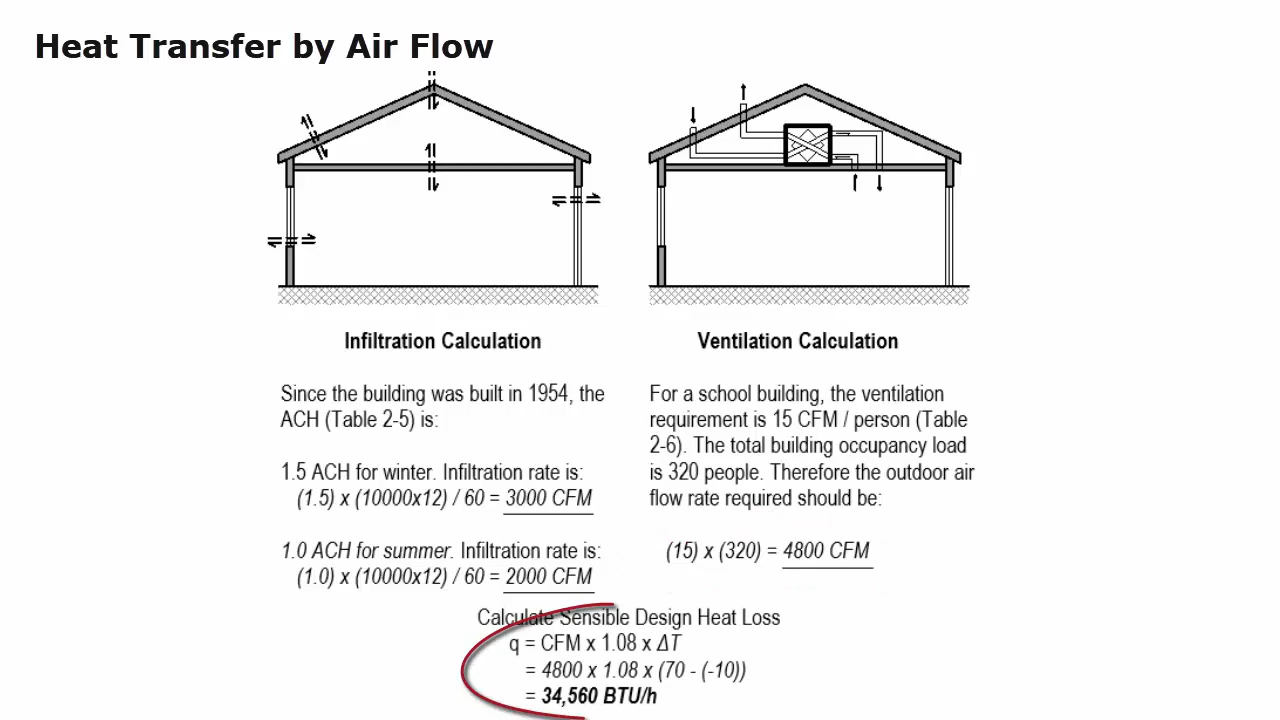 Heat Transfer by Air Flow
Infiltration Calculation
Since the building was built in 1954, the
ACH (Table 2-5) is:
1.5 ACH for winter. Infiltration rate is:
(1.5) x (10000x12) / 60 = 3000 CFM
1.0 ACH for summer. Infiltration rate is:
(1.0) x (10000x12) / 60 = 2000 CFM
Ventilation Calculation
For a school building, the ventilation
requirement is 15 CFM / person (Table
2-6). The total building occupancy load
is 320 people. Therefore the outdoor air
flow rate required should be:
(15) x (320) = 4800 CFM
Calculate Sensible Design Heat Loss
q = CFM x 1.08 x ΔT
= 4800 x 1.08 x (70 - (-10))
= 34,560 BTU/h